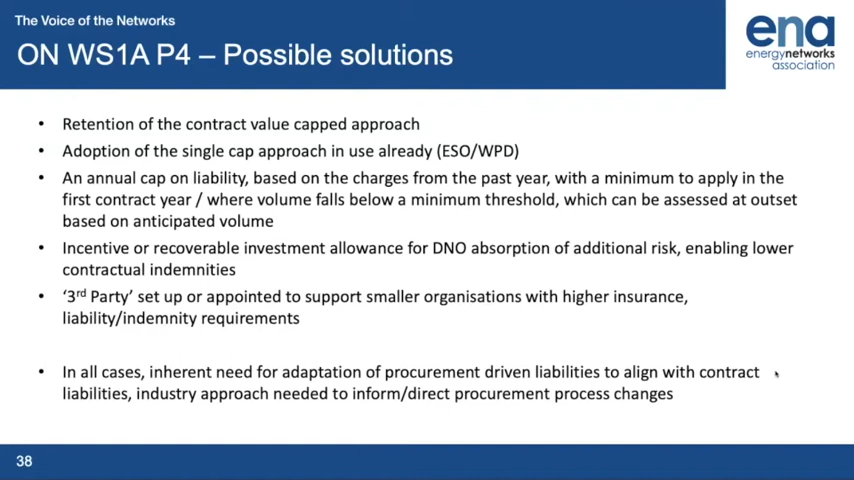 The Voice of the Networks
ON WS1A P4 – Possible solutions
ena
energynetworks
association
• Retention of the contract value capped approach
• Adoption of the single cap approach in use already (ESO/WPD)
• An annual cap on liability, based on the charges from the past year, with a minimum to apply in the
first contract year / where volume falls below a minimum threshold, which can be assessed at outset
based on anticipated volume
• Incentive or recoverable investment allowance for DNO absorption of additional risk, enabling lower
contractual indemnities
• ‘3rd Party’ set up or appointed to support smaller organisations with higher insurance,
liability/indemnity requirements
• In all cases, inherent need for adaptation of procurement driven liabilities to align with contract
liabilities, industry approach needed to inform/direct procurement process changes
38